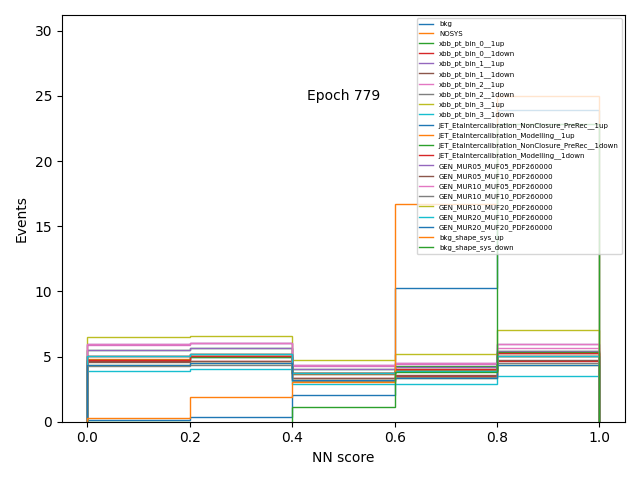 bkg
NOSYS
xbb_pt_bin_0__1up
xbb_pt_bin_0__1down
xbb_pt_bin_1__1up
xbb_pt_bin_1__1down
xbb_pt_bin_2__1up
xbb_pt_bin_2__1down
xbb_pt_bin_3__1up
xbb_pt_bin_3__1down
JET_EtaIntercalibration_NonClosure_PreRec__1up
JET_EtaIntercalibration_Modelling__1up
JET_EtaIntercalibration_NonClosure_PreRec__1down
JET_EtaIntercalibration_Modelling__1down
GEN_MUR05_MUF05_PDF260000
GEN_MUR05_MUF10_PDF260000
GEN_MUR10_MUF05_PDF260000
GEN_MUR10_MUF10_PDF260000
GEN_MUR10_MUF20_PDF260000
GEN_MUR20_MUF10_PDF260000
GEN_MUR20_MUF20_PDF260000
bkg_shape_sys_up
bkg_shape_sys_down
Epoch 779
30
25
20
15
10
5
0
Events
0.0 0.2 0.4 0.6 0.8 1.0
NN score